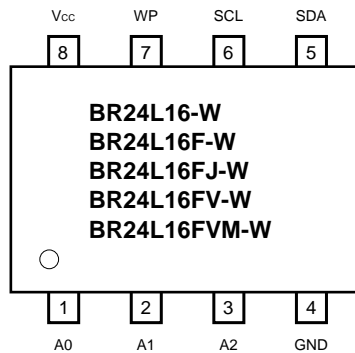 Vcc WP SCL SDA
8 7 6 5
BR24L16-W
BR24L16F-W
BR24L16FJ-W
BR24L16FV-W
BR24L16FVM-W
1 2 3 4
A0 A1 A2 GND